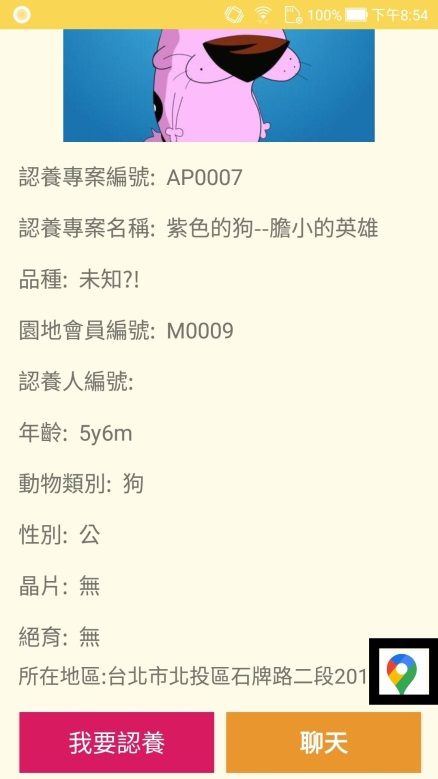 100% 下午8:54
認養專案編號: AP0007
認養專案名稱: 紫色的狗--膽小的英雄
品種: 未知?!
園地會員編號: M0009
認養人編號:
年齡: 5y6m
動物類別: 狗
性別: 公
晶片: 無
絕育: 無
所在地區:台北市北投區石牌路二段201
我要認養 聊天